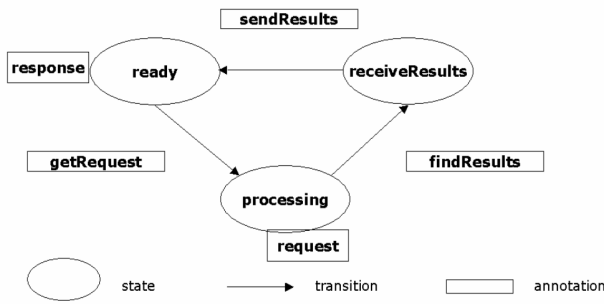 sendResults
response
ready
receiveResults
getRequest
findResults
processing
request
state
transition
annotation